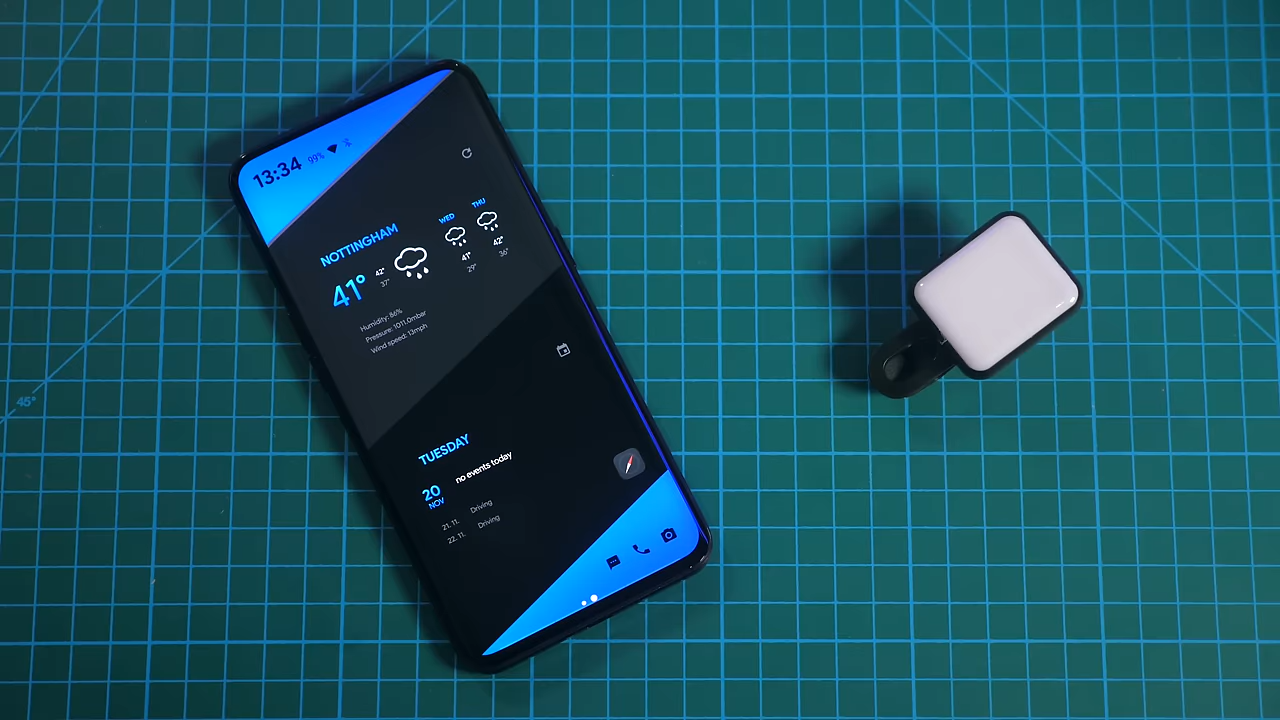 13:34 99%
NOTTINGHAM
41° 42° 37°
WED THU
41° 42°
29° 36°
Humidity: 86%
Pressure: 1011.0mbar
Wind speed: 13mph
TUESDAY
20 no events today
NOV
21. 11. Driving
22. 11. Driving
45°